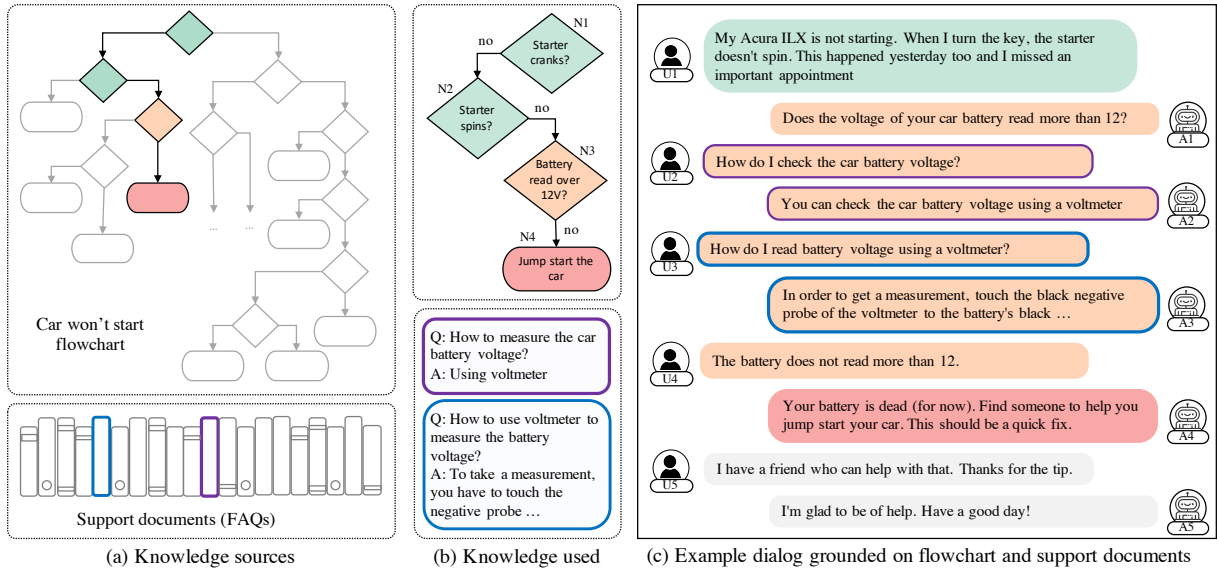 Car won't start
flowchart
...
...
Support documents (FAQs)
(a) Knowledge sources
N1
Starter
cranks?
no
N2
Starter
spins?
no
N3
Battery
read over
12V?
no
N4
Jump start the
car
Q: How to measure the car
battery voltage?
A: Using voltmeter
Q: How to use voltmeter to
measure the battery
voltage?
A: To take a measurement,
you have to touch the
negative probe …
(b) Knowledge used
U1
My Acura ILX is not starting. When I turn the key, the starter
doesn't spin. This happened yesterday too and I missed an
important appointment
Does the voltage of your car battery read more than 12?
A1
U2
How do I check the car battery voltage?
You can check the car battery voltage using a voltmeter
A2
U3
How do I read battery voltage using a voltmeter?
In order to get a measurement, touch the black negative
probe of the voltmeter to the battery's black …
A3
U4
The battery does not read more than 12.
Your battery is dead (for now). Find someone to help you
jump start your car. This should be a quick fix.
A4
U5
I have a friend who can help with that. Thanks for the tip.
I'm glad to be of help. Have a good day!
A5
(c) Example dialog grounded on flowchart and support documents